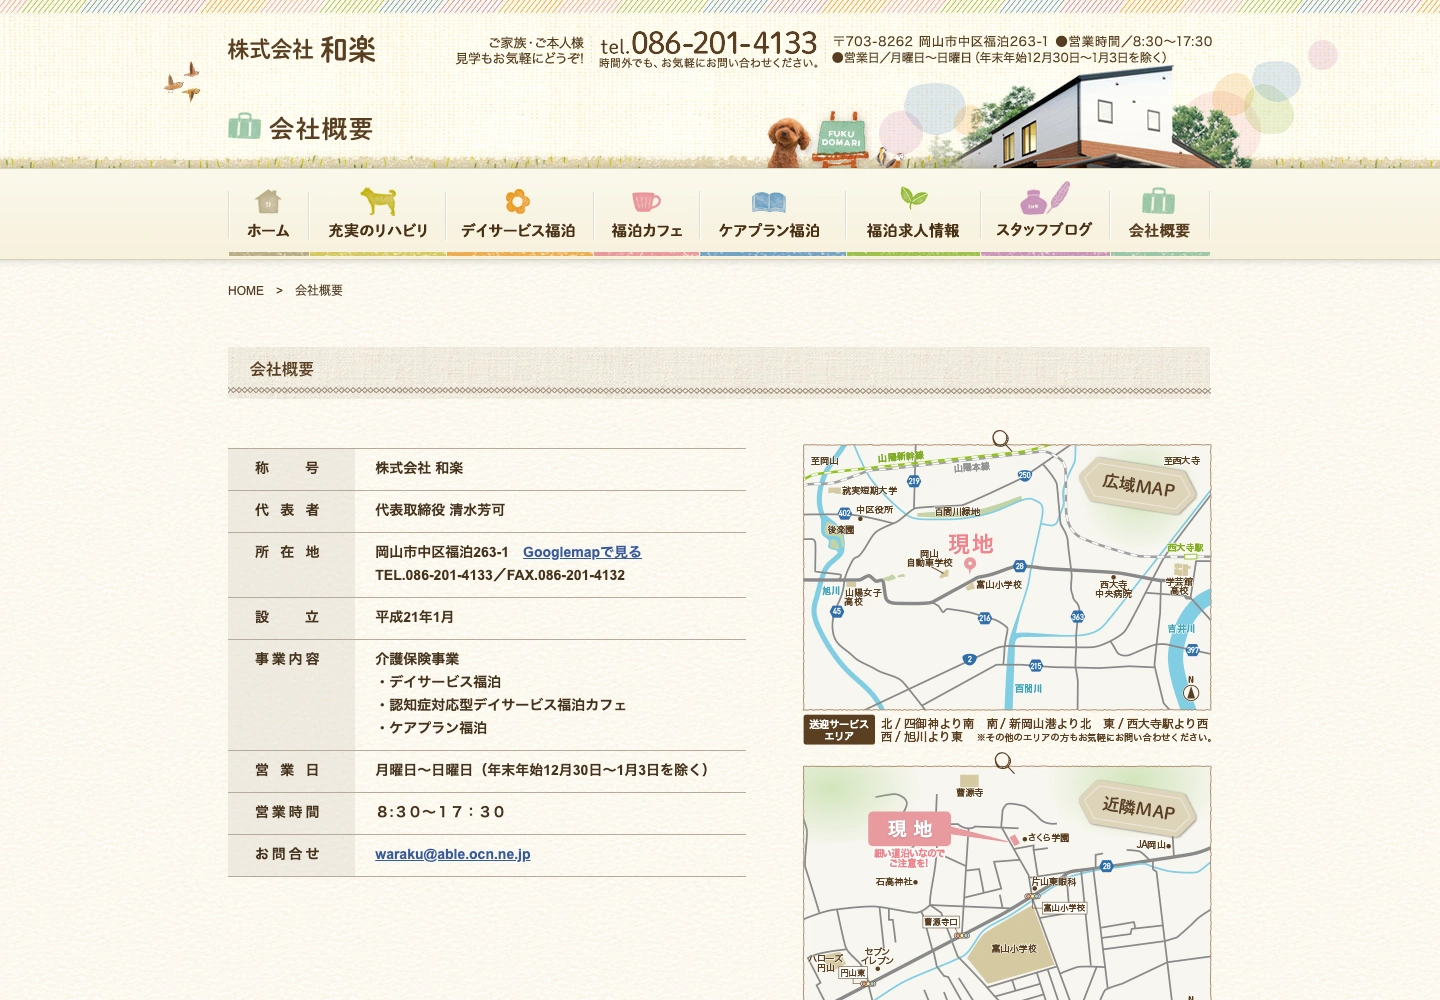 株式会社 和楽
ご家族・ご本人様
見学もお気軽にどうぞ!
tel.086-201-4133
時間外でも、お気軽にお問い合わせください。
〒703-8262 岡山市中区福泊263-1 ●営業時間／8:30〜17:30
●営業日／月曜日〜日曜日（年末年始12月30日〜1月3日を除く）
会社概要
FUKU
DOMARI
ホーム
充実のリハビリ
デイサービス福泊
福泊カフェ
ケアプラン福泊
福泊求人情報
スタッフブログ
会社概要
HOME > 会社概要
会社概要
称 号 株式会社 和楽
代 表 者 代表取締役 清水芳可
所 在 地 岡山市中区福泊263-1 Googlemapで見る
TEL.086-201-4133／FAX.086-201-4132
設 立 平成21年1月
事業内容 介護保険事業
・デイサービス福泊
・認知症対応型デイサービス福泊カフェ
・ケアプラン福泊
営 業 日 月曜日〜日曜日（年末年始12月30日〜1月3日を除く）
営業時間 ８:３０〜１７：３０
お問合せ waraku@able.ocn.ne.jp
至岡山
山陽新幹線
山陽本線
至西大寺
広域MAP
219
250
就実短期大学
402
中区役所
百間川緑地
後楽園
現地
岡山
自動車学校
西大寺駅
28
富山小学校
西大寺
中央病院
学芸館
高校
旭川
山陽女子
高校
45
216
363
吉井川
397
2
215
百間川
N
送迎サービス
エリア
北 / 四御神より南 南 / 新岡山港より北 東 / 西大寺駅より西
西 / 旭川より東 ※その他のエリアの方もお気軽にお問い合わせください。
曹源寺
近隣MAP
現 地
さくら学園
細い道沿いなので
ご注意を!
JA岡山
28
石高神社
片山東眼科
富山小学校
曹源寺口
富山小学校
セブン
イレブン
ハローズ
円山
円山東
N